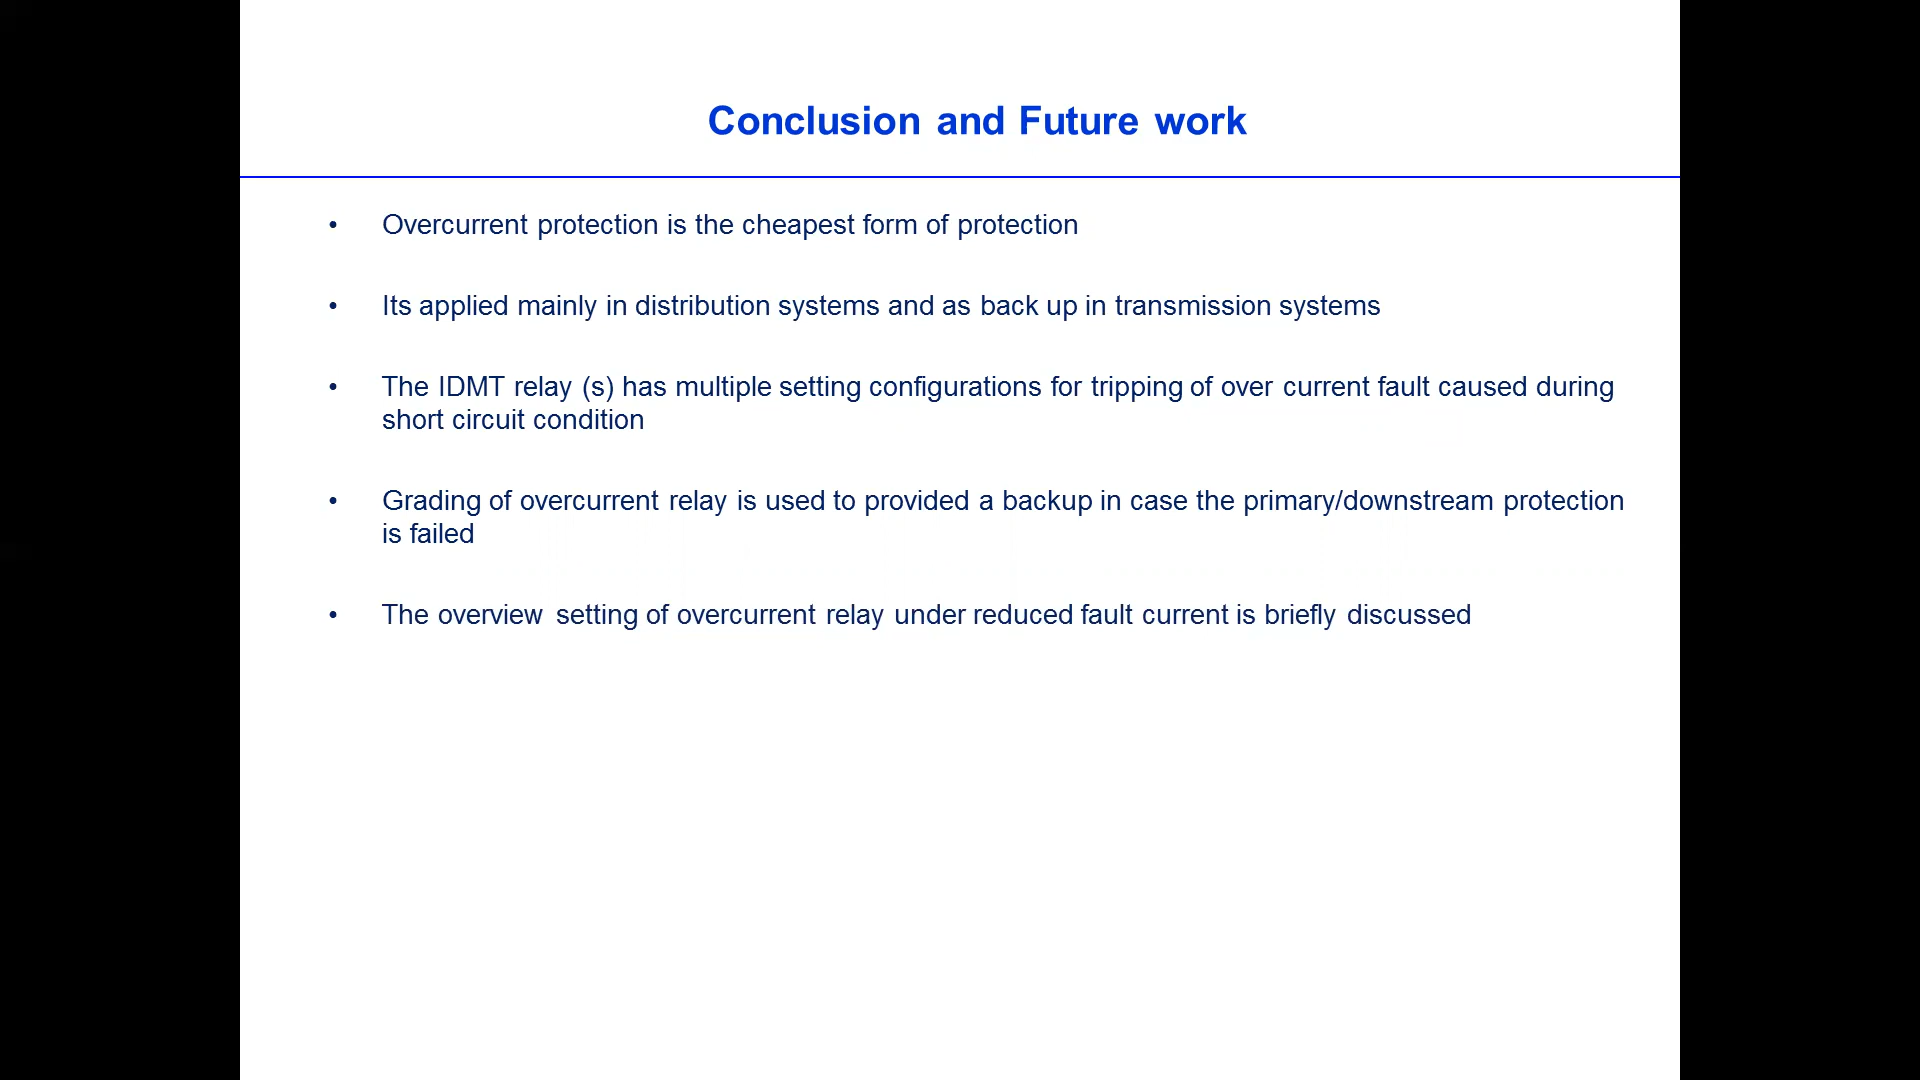 Conclusion and Future work
• Overcurrent protection is the cheapest form of protection
• Its applied mainly in distribution systems and as back up in transmission systems
• The IDMT relay (s) has multiple setting configurations for tripping of over current fault caused during
short circuit condition
• Grading of overcurrent relay is used to provided a backup in case the primary/downstream protection
is failed
• The overview setting of overcurrent relay under reduced fault current is briefly discussed